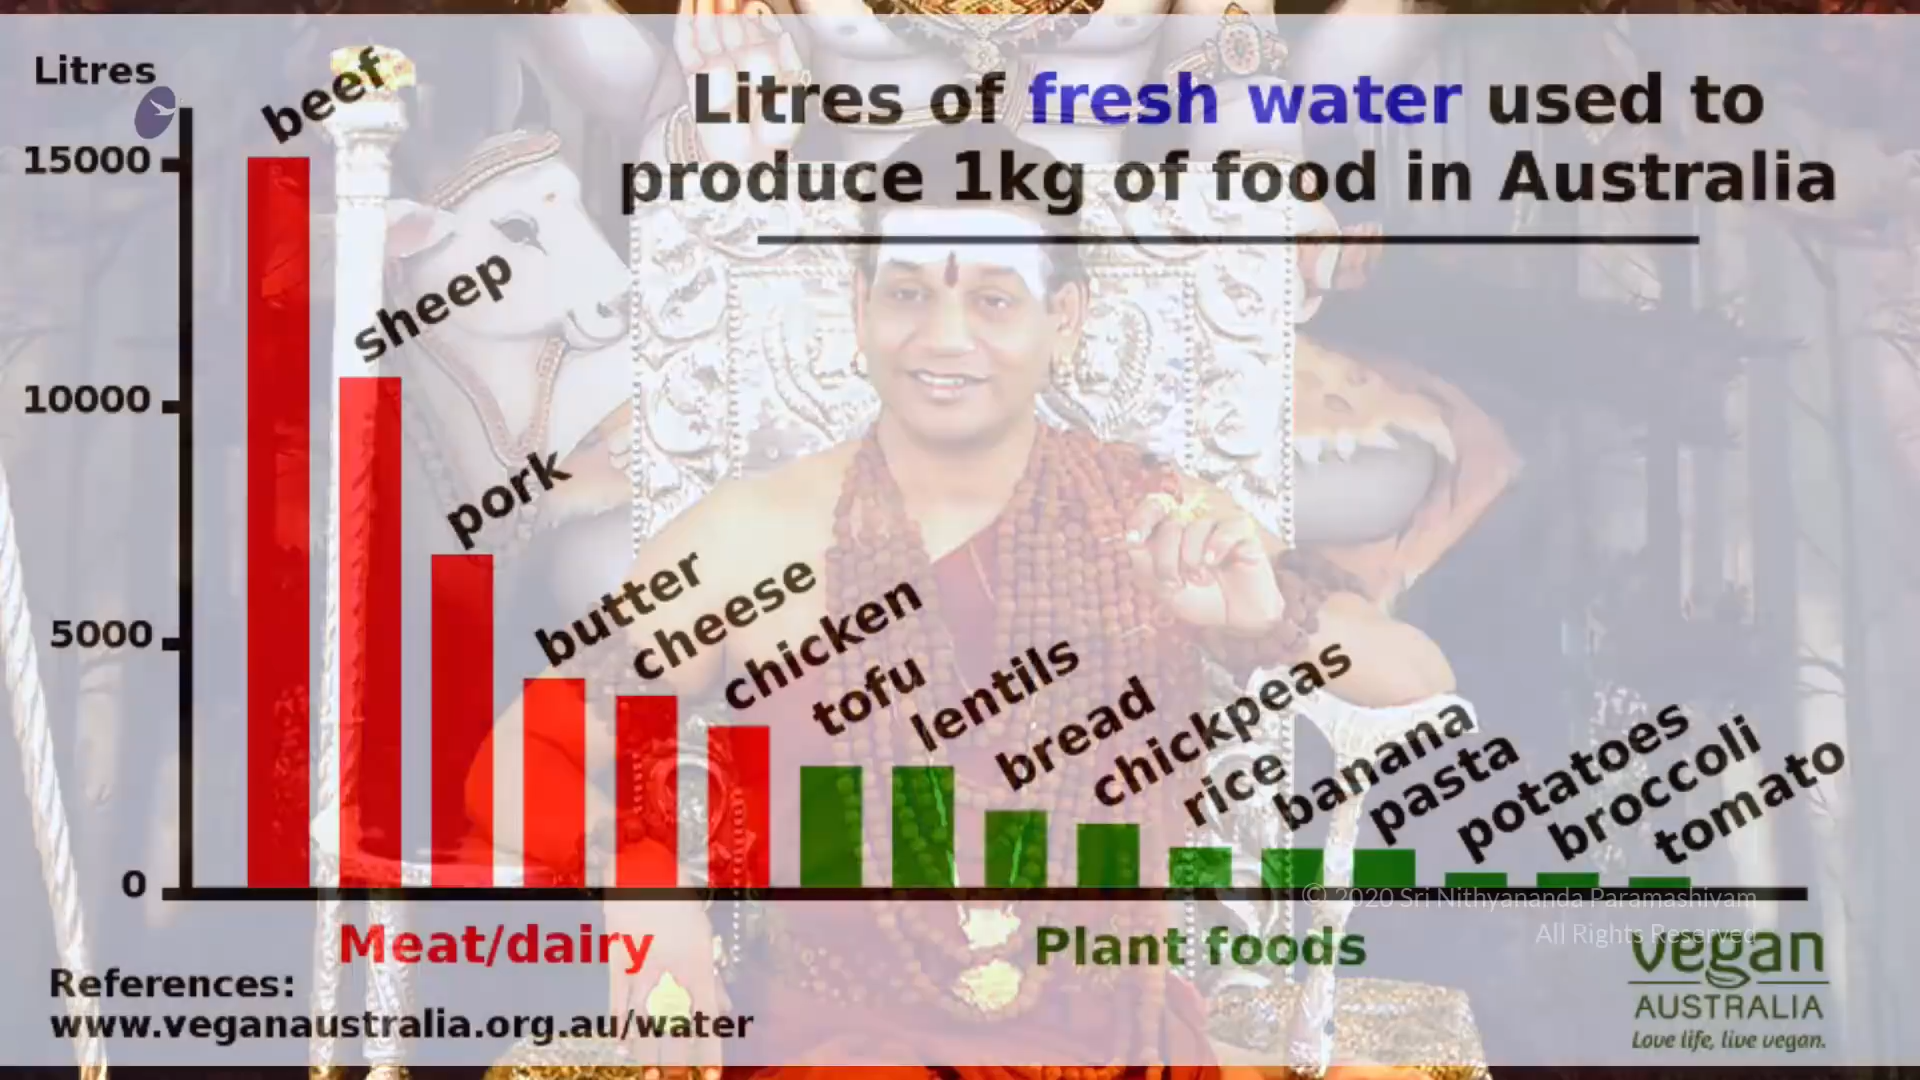 Litres
15000
10000
5000
0
Litres of fresh water used to
produce 1kg of food in Australia
beef
sheep
pork
butter
cheese
chicken
tofu
lentils
bread
chickpeas
rice
banana
pasta
potatoes
broccoli
tomato
Meat/dairy
Plant foods
References:
www.veganaustralia.org.au/water
© 2020 Sri Nithyananda Paramashivam
All Rights Reserved
vegan
AUSTRALIA
Love life, live vegan.